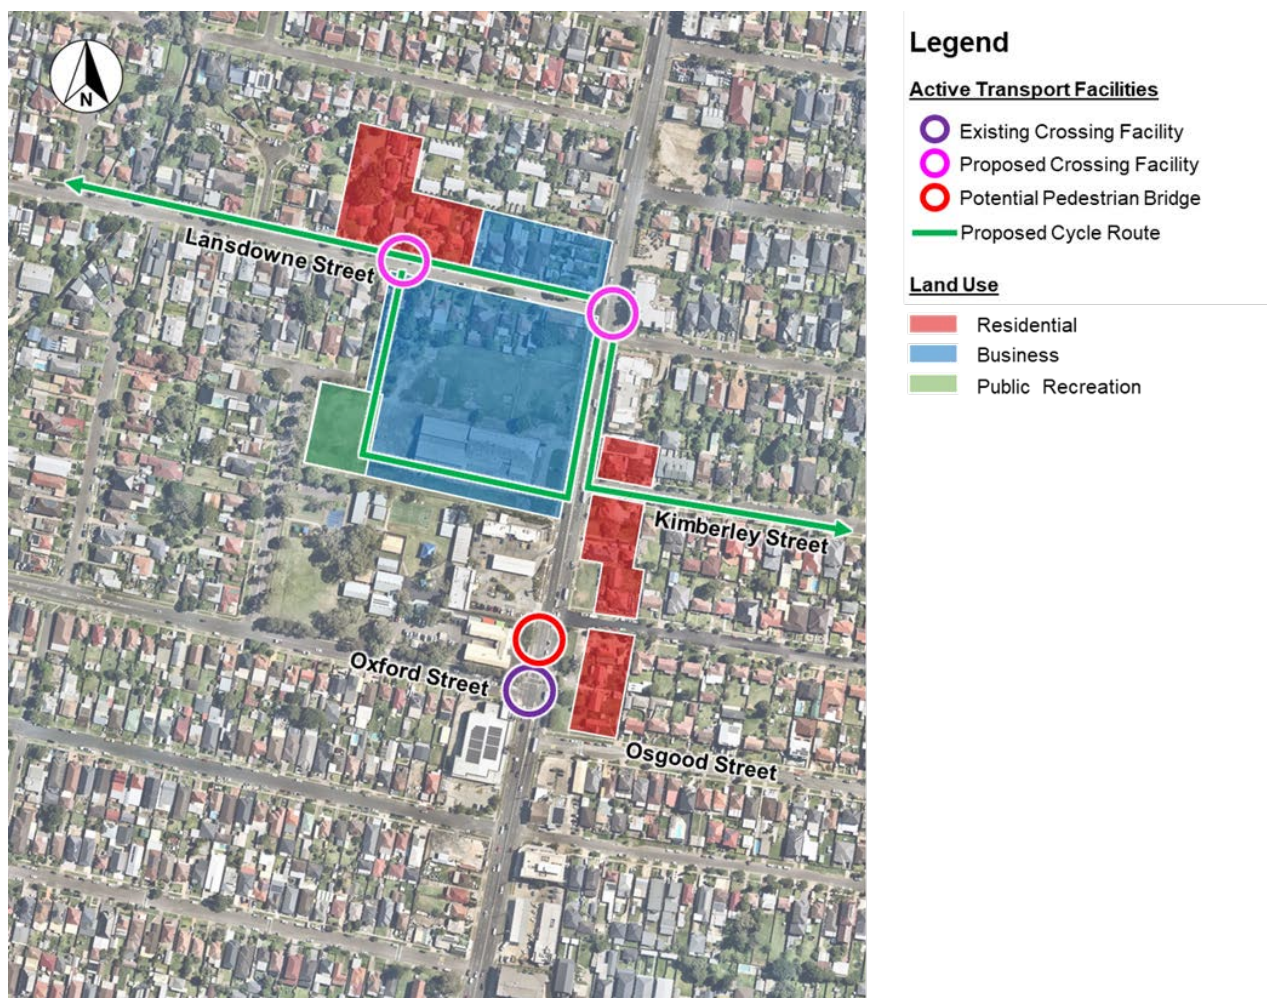 N
Lansdowne Street
Kimberley Street
Oxford Street
Osgood Street
Legend
Active Transport Facilities
Existing Crossing Facility
Proposed Crossing Facility
Potential Pedestrian Bridge
Proposed Cycle Route
Land Use
Residential
Business
Public Recreation